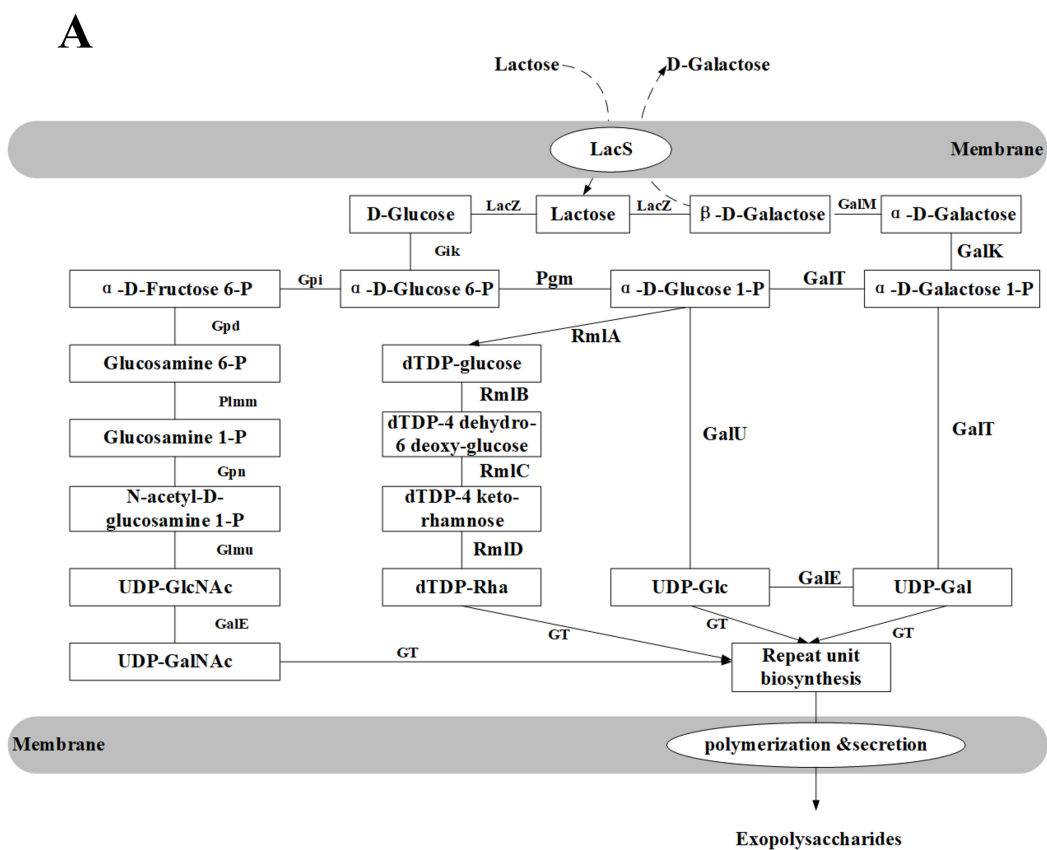 A
Lactose
D-Galactose
LacS
Membrane
D-Glucose
LacZ
Lactose
LacZ
β-D-Galactose
GalM
α-D-Galactose
Gik
GalK
α-D-Fructose 6-P
Gpi
α-D-Glucose 6-P
Pgm
α-D-Glucose 1-P
GalT
α-D-Galactose 1-P
Gpd
RmlA
Glucosamine 6-P
dTDP-glucose
Plmm
RmlB
Glucosamine 1-P
dTDP-4 dehydro-
6 deoxy-glucose
GalU
GalT
Gpn
RmlC
N-acetyl-D-
glucosamine 1-P
dTDP-4 keto-
rhamnose
Glmu
RmlD
UDP-GlcNAc
dTDP-Rha
UDP-Glc
GalE
UDP-Gal
GalE
GT
GT
GT
UDP-GalNAc
GT
Repeat unit
biosynthesis
Membrane
polymerization &secretion
Exopolysaccharides